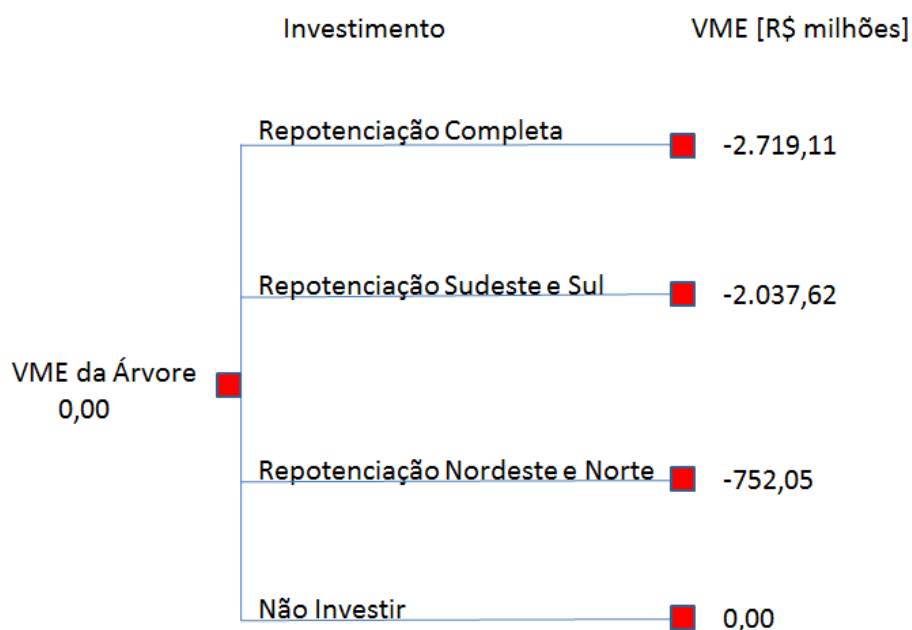 Investimento VME [R$ milhões]
Repotenciação Completa
-2.719,11
Repotenciação Sudeste e Sul
-2.037,62
VME da Árvore
0,00
Repotenciação Nordeste e Norte
-752,05
Não Investir
0,00